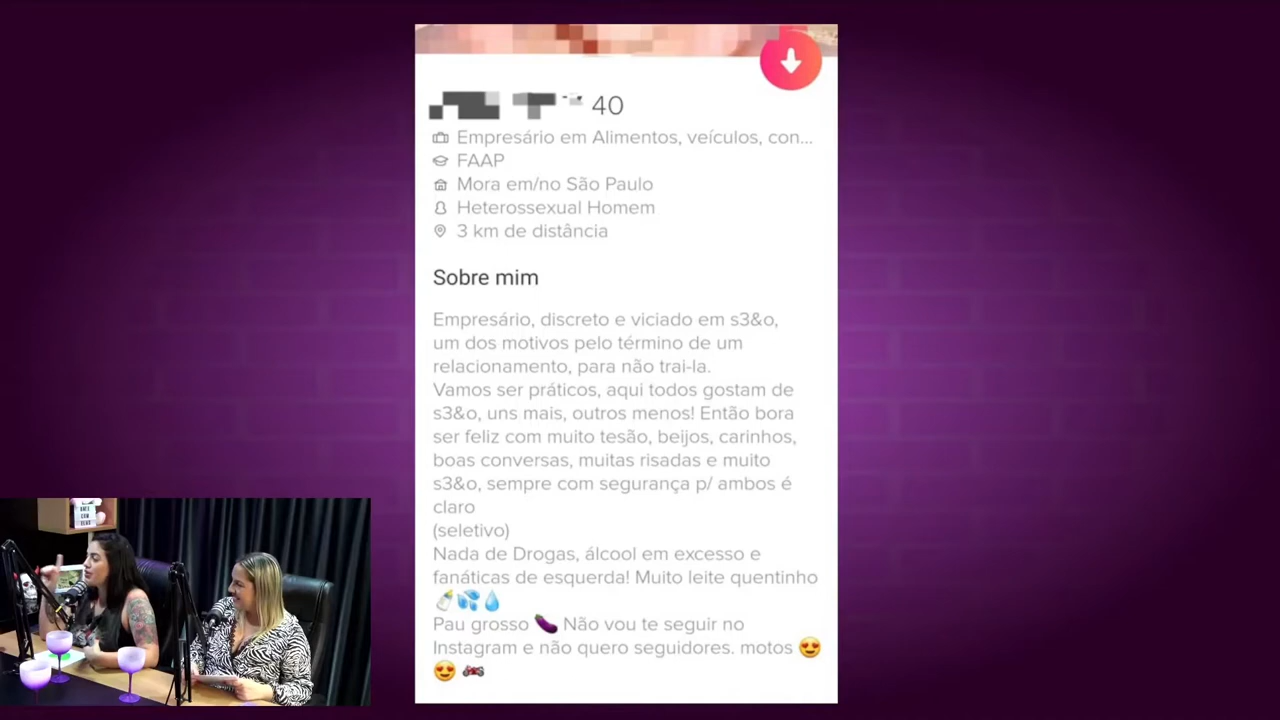 40
Empresário em Alimentos, veículos, con...
FAAP
Mora em/no São Paulo
Heterossexual Homem
3 km de distância
Sobre mim
Empresário, discreto e viciado em s3&o,
um dos motivos pelo término de um
relacionamento, para não trai-la.
Vamos ser práticos, aqui todos gostam de
s3&o, uns mais, outros menos! Então bora
ser feliz com muito tesão, beijos, carinhos,
boas conversas, muitas risadas e muito
s3&o, sempre com segurança p/ ambos é
claro
(seletivo)
Nada de Drogas, álcool em excesso e
fanáticas de esquerda! Muito leite quentinho
🍼💦💧
Pau grosso 🍆 Não vou te seguir no
Instagram e não quero seguidores. motos 😍
😍 🏍️